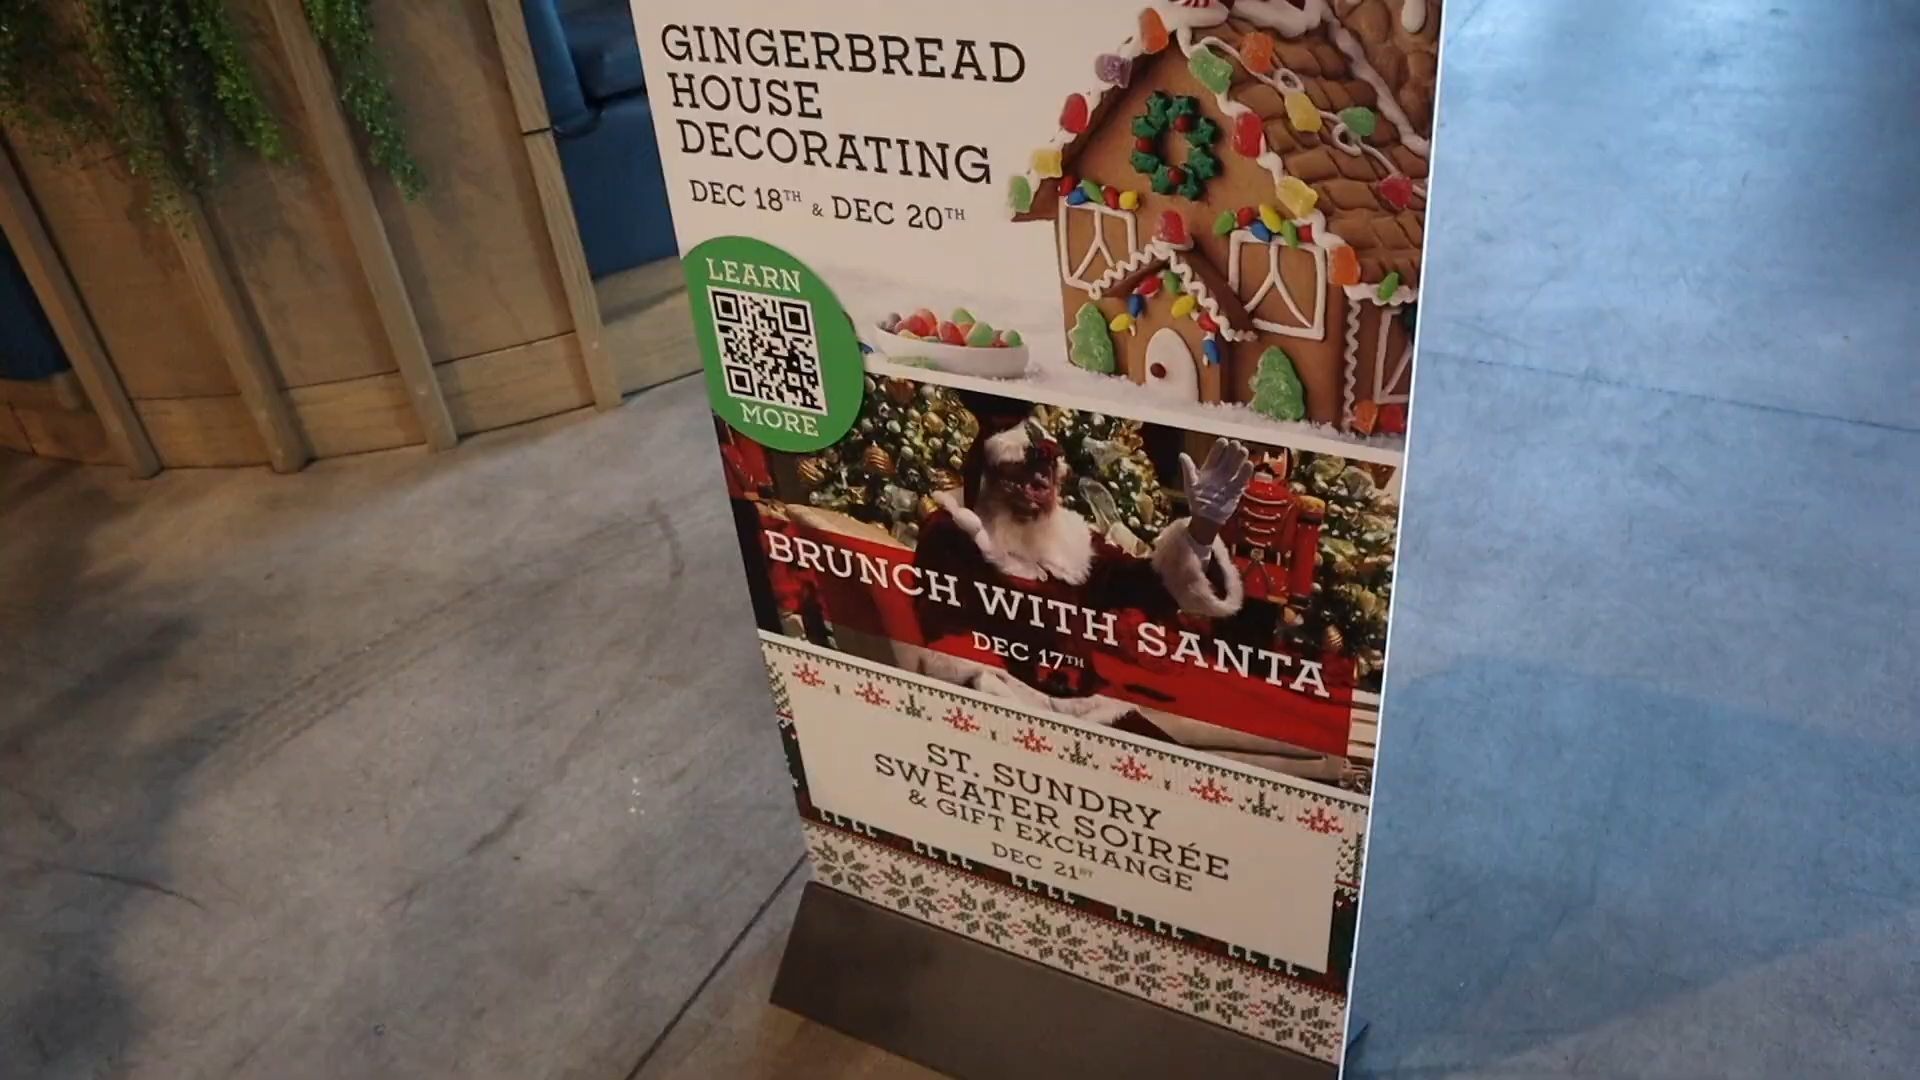 GINGERBREAD
HOUSE
DECORATING
DEC 18TH & DEC 20TH
LEARN
MORE
BRUNCH WITH SANTA
DEC 17TH
ST. SUNDRY
SWEATER SOIRÉE
& GIFT EXCHANGE
DEC 21ST